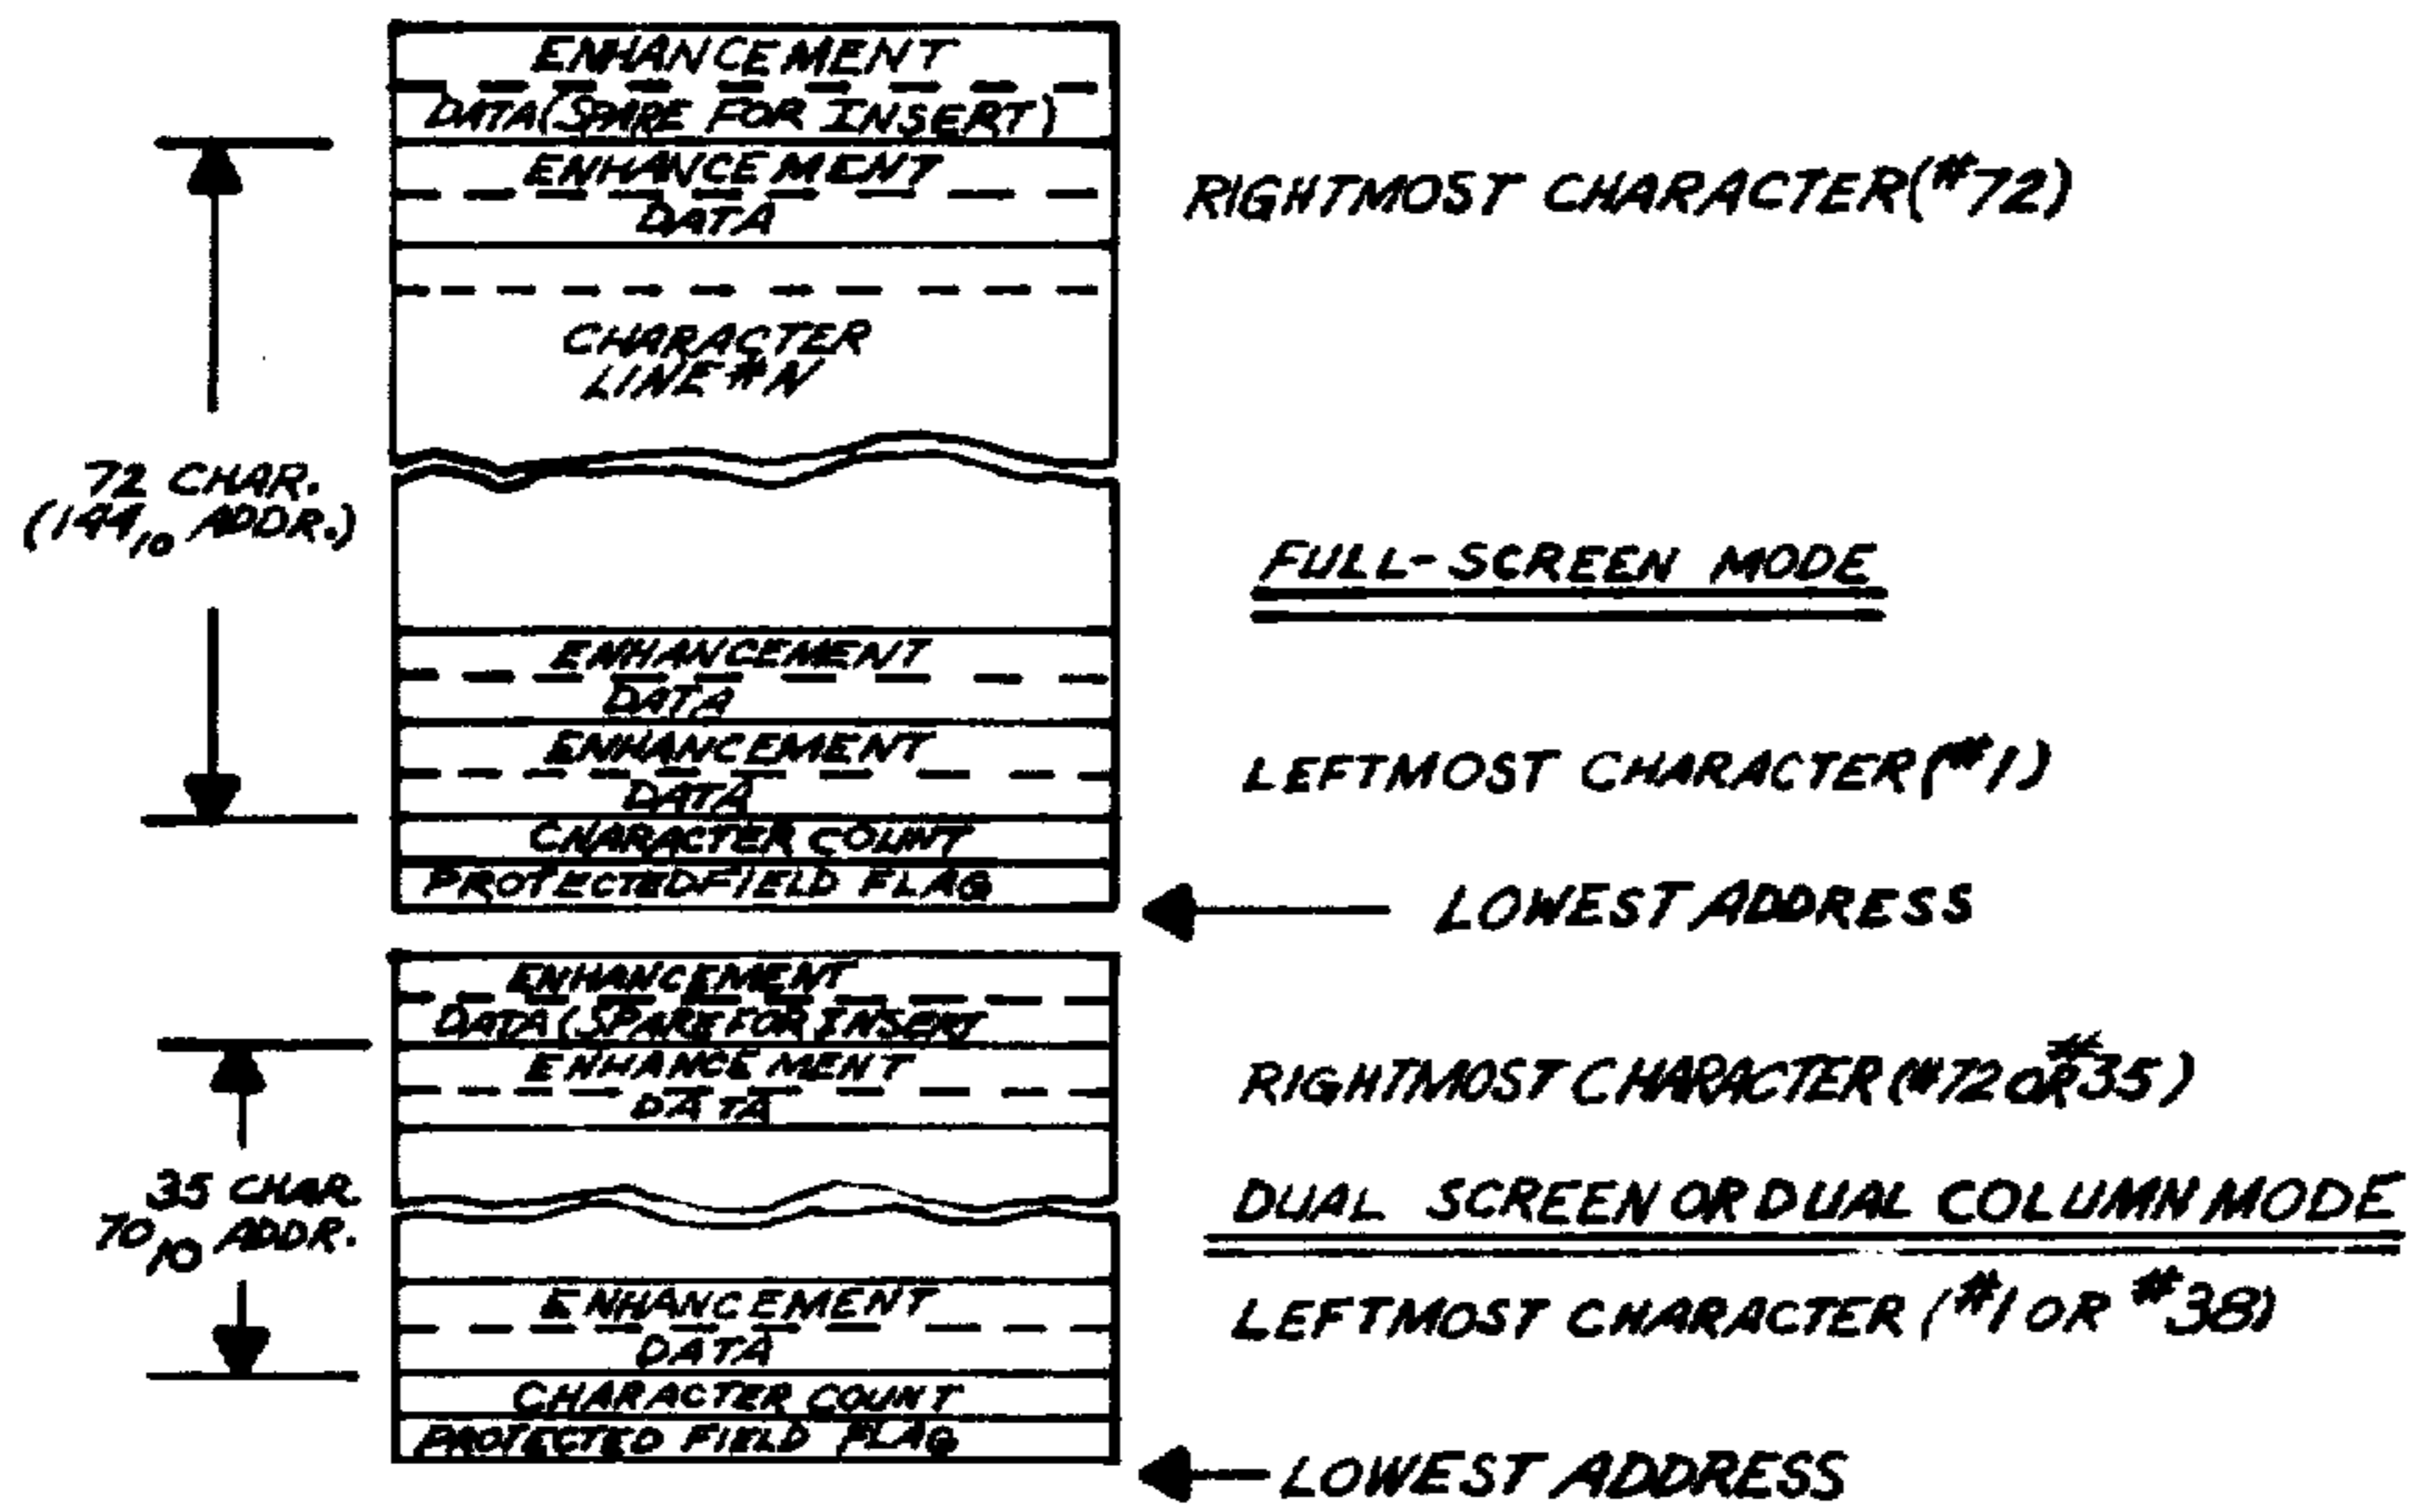 ENHANCEMENT
DATA(SPARE FOR INSERT)
ENHANCEMENT
DATA
RIGHTMOST CHARACTER(#72)
CHARACTER
LINE#N
72 CHAR.
(144₁₀ ADDR.)
FULL-SCREEN MODE
ENHANCEMENT
DATA
ENHANCEMENT
DATA
LEFTMOST CHARACTER(#1)
CHARACTER COUNT
PROTECTED FIELD FLAG
LOWEST ADDRESS
ENHANCEMENT
DATA(SPARE FOR INSERT
ENHANCEMENT
DATA
RIGHTMOST CHARACTER(#72 OR #35)
35 CHAR.
70₁₀ ADDR.
DUAL SCREEN OR DUAL COLUMN MODE
ENHANCEMENT
DATA
LEFTMOST CHARACTER (#1 OR #38)
CHARACTER COUNT
PROTECTED FIELD FLAG
LOWEST ADDRESS